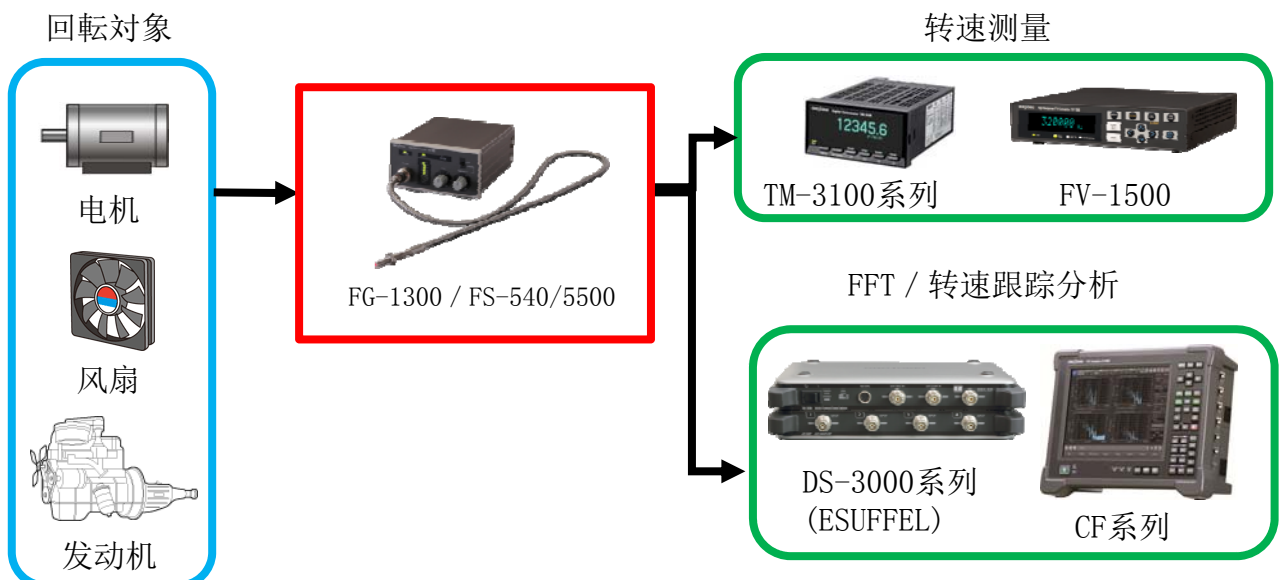 回転対象
电机
风扇
发动机
FG-1300 / FS-540/5500
转速测量
12345.6
TM-3100系列
FV-1500
FFT / 转速跟踪分析
DS-3000系列
(ESUFFEL)
CF系列